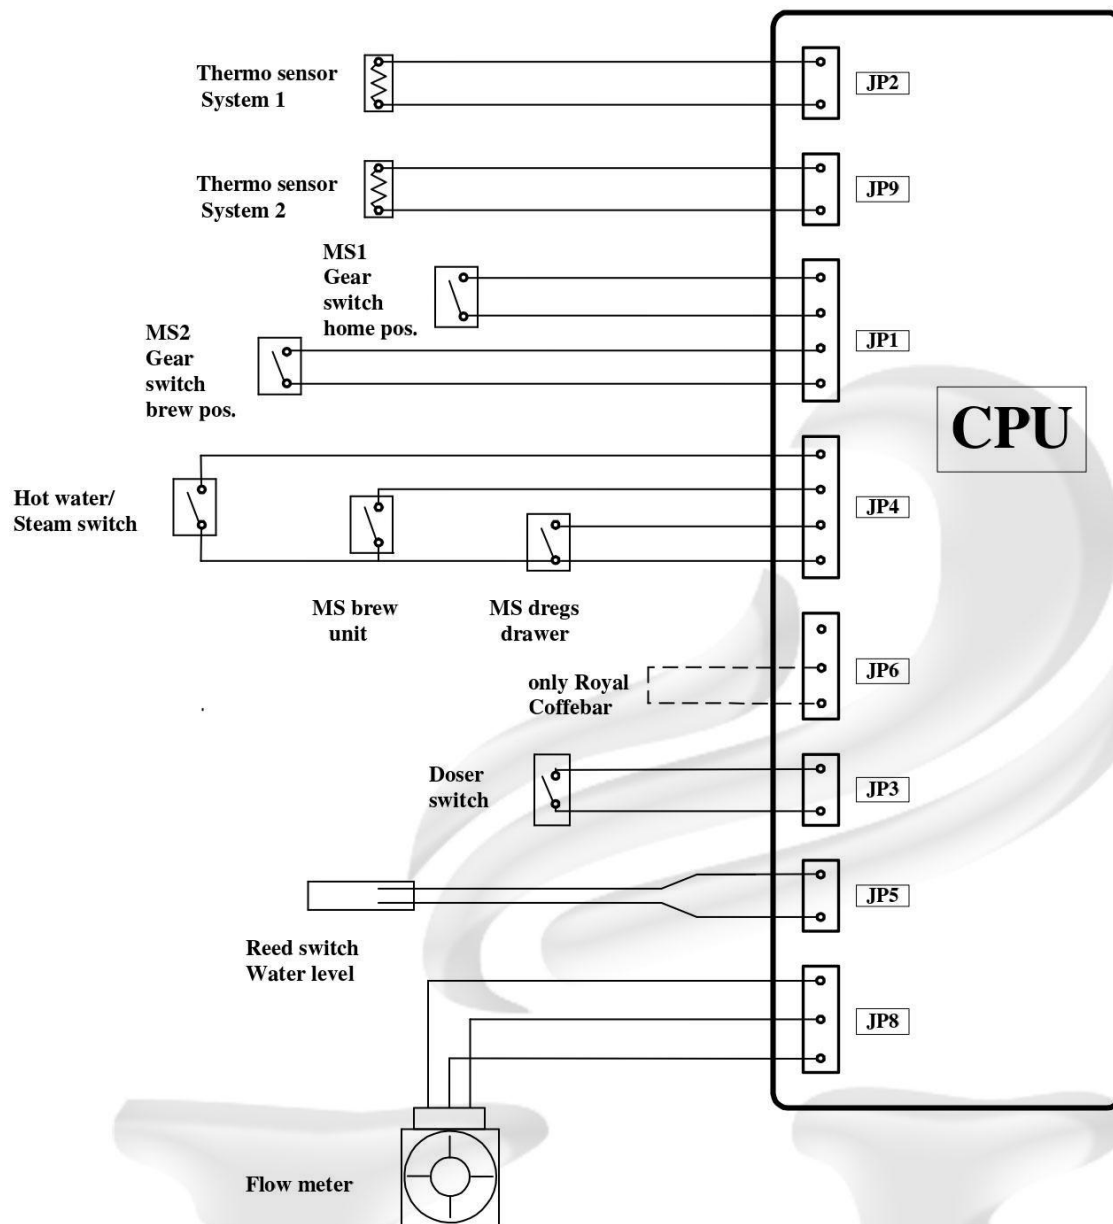 Thermo sensor
System 1
JP2
Thermo sensor
System 2
JP9
MS1
Gear
switch
home pos.
MS2
Gear
switch
brew pos.
JP1
CPU
Hot water/
Steam switch
JP4
MS brew
unit
MS dregs
drawer
only Royal
Coffebar
JP6
Doser
switch
JP3
JP5
Reed switch
Water level
JP8
Flow meter